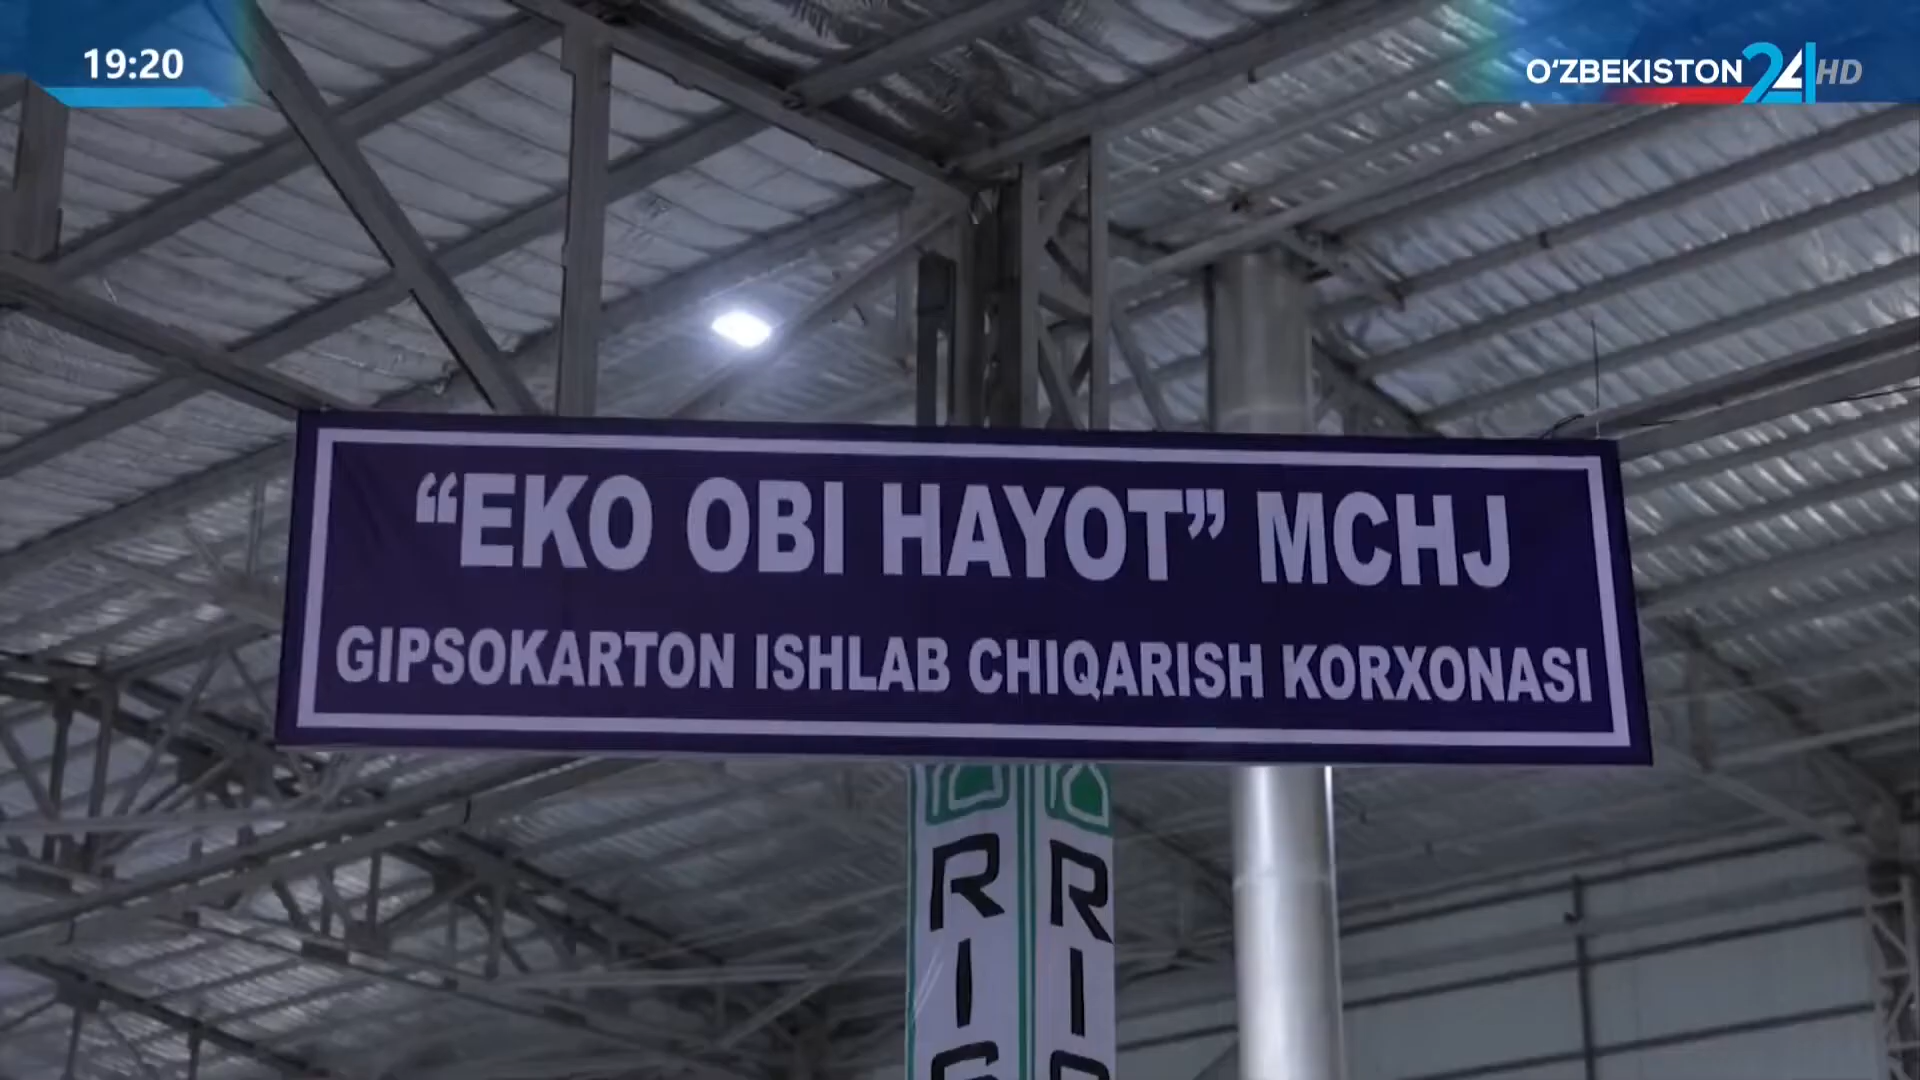 19:20
O‘ZBEKISTON 24 HD
“EKO OBI HAYOT” MCHJ
GIPSOKARTON ISHLAB CHIQARISH KORXONASI